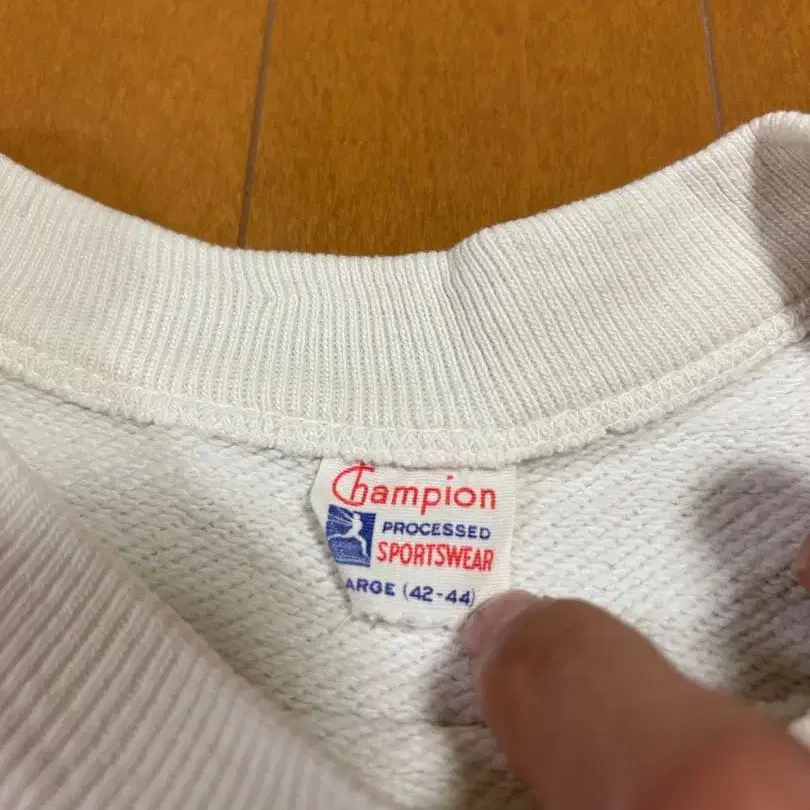 Champion
PROCESSED
SPORTSWEAR
ARGE (42-44)